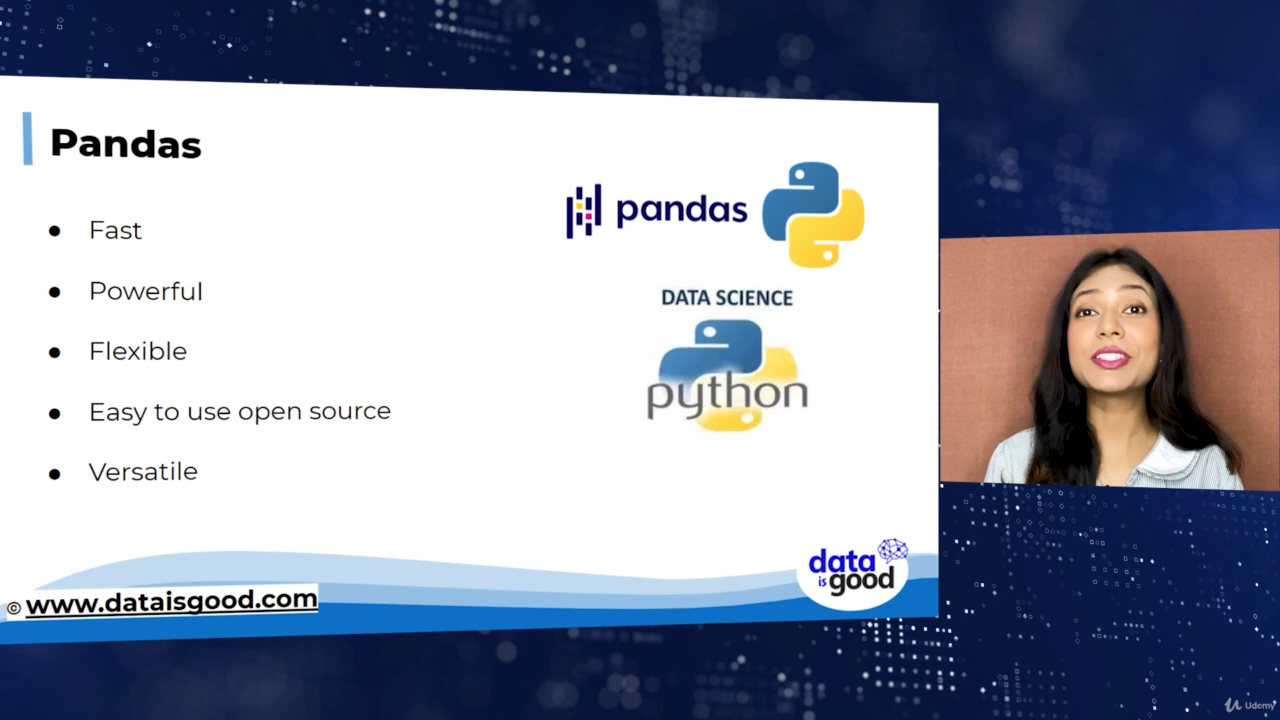 Pandas
● Fast
● Powerful
● Flexible
● Easy to use open source
● Versatile
pandas
DATA SCIENCE
python
data
is good
© www.dataisgood.com
Udemy